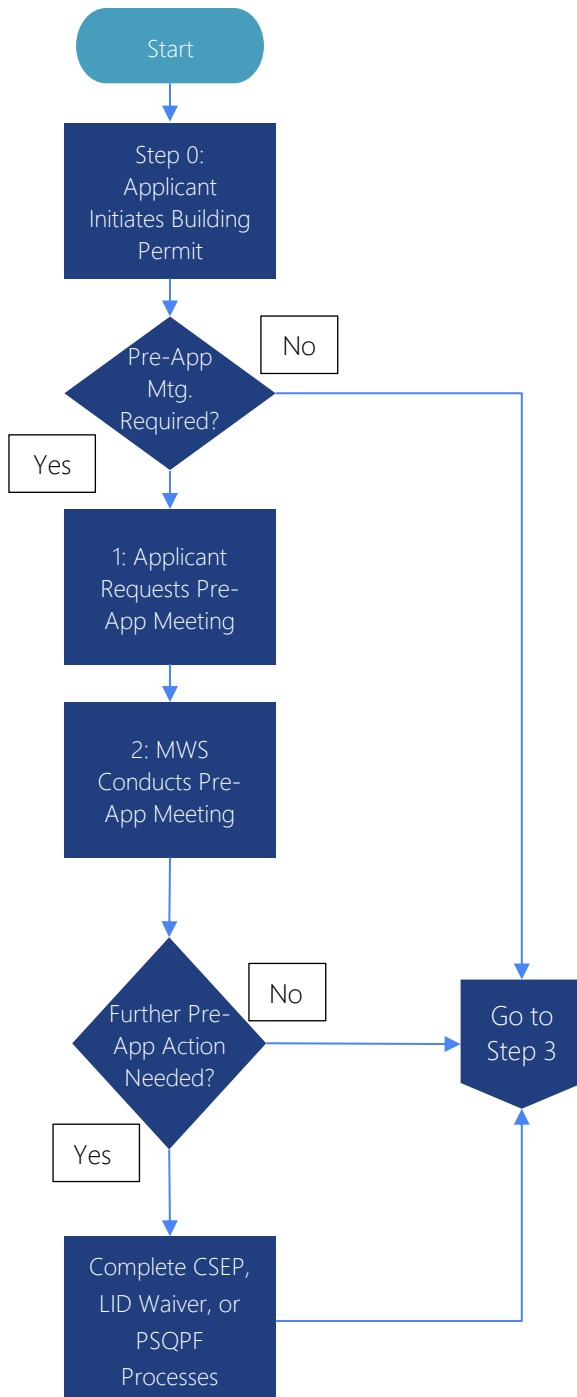 Start
Step 0:
Applicant
Initiates Building
Permit
Pre-App
Mtg.
Required?
No
Yes
1: Applicant
Requests Pre-
App Meeting
2: MWS
Conducts Pre-
App Meeting
Further Pre-
App Action
Needed?
No
Go to
Step 3
Yes
Complete CSEP,
LID Waiver, or
PSQPF
Processes